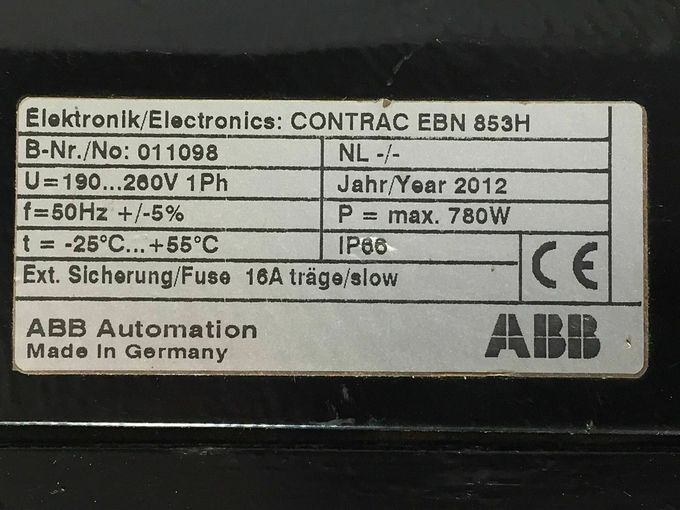 Elektronik/Electronics: CONTRAC EBN 853H
B-Nr./No: 011098 NL -/-
U=190...260V 1Ph Jahr/Year 2012
f=50Hz +/-5% P = max. 780W
t = -25°C...+55°C IP66
Ext. Sicherung/Fuse 16A träge/slow
CE
ABB Automation
Made in Germany
ABB